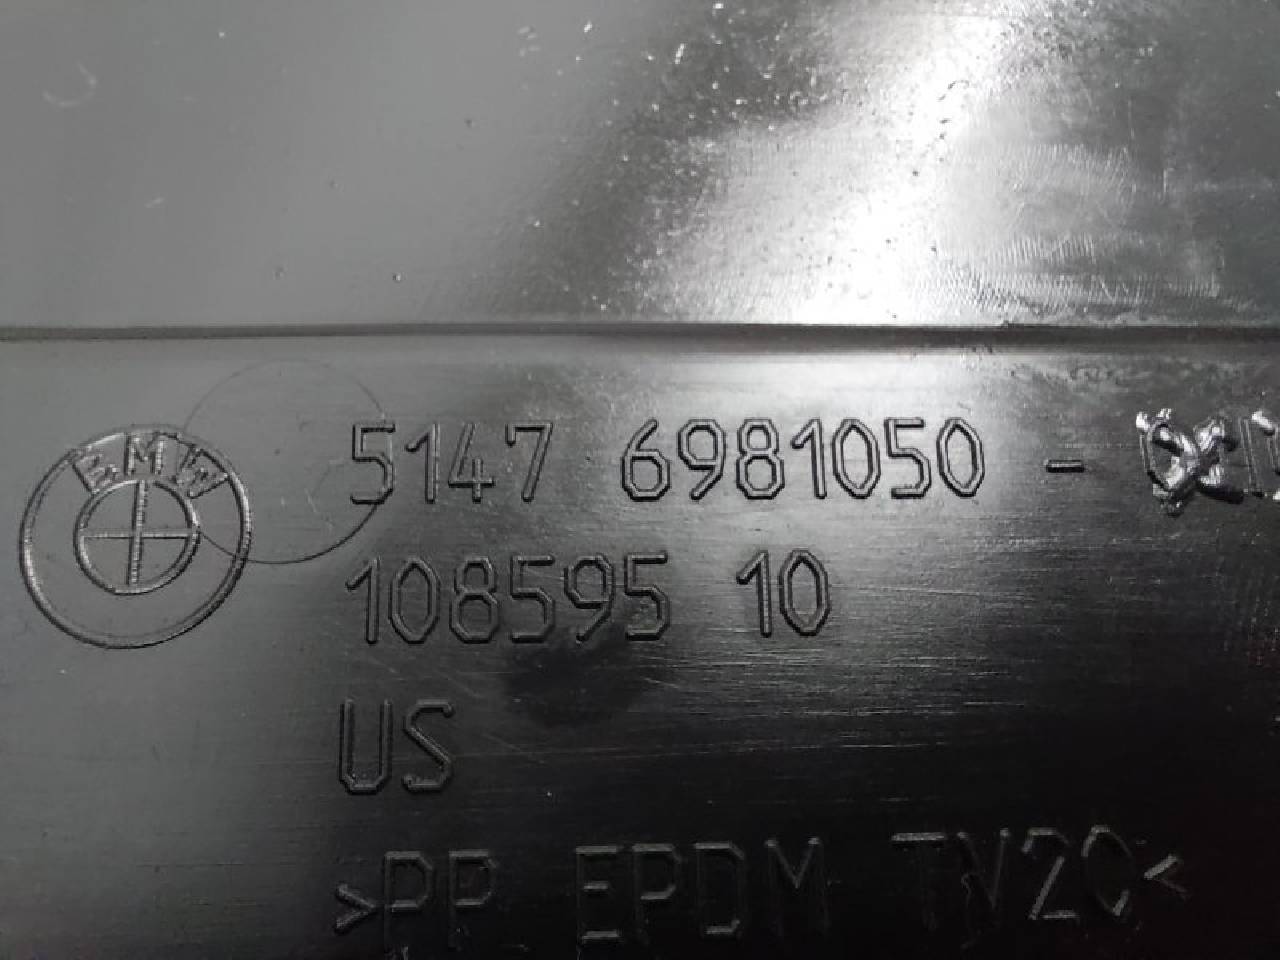 BMW
5147 6981050 -
108595 10
US
>PP EPDM TV20<